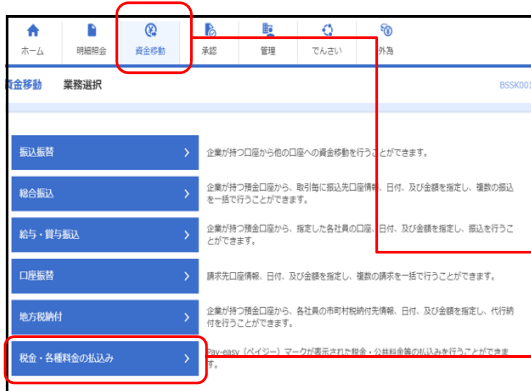 ホーム 明細照会 資金移動 承認 管理 でんさい 外為
資金移動 業務選択 BSSK001
振込振替 企業が持つ口座から他の口座への資金移動を行うことができます。
総合振込 企業が持つ預金口座から、取引毎に振込先口座情報、日付、及び金額を指定し、複数の振込
を一括で行うことができます。
給与・賞与振込 企業が持つ預金口座から、指定した各社員の口座、日付、及び金額を指定し、振込を行うこ
とができます。
口座振替 請求先口座情報、日付、及び金額を指定し、複数の請求を一括で行うことができます。
地方税納付 企業が持つ預金口座から、各社員の市町村税納付先情報、日付、及び金額を指定し、代行納
付を行うことができます。
税金・各種料金の払込み Pay-easy（ペイジー）マークが表示された税金・公共料金等の払込みを行うことができま
す。